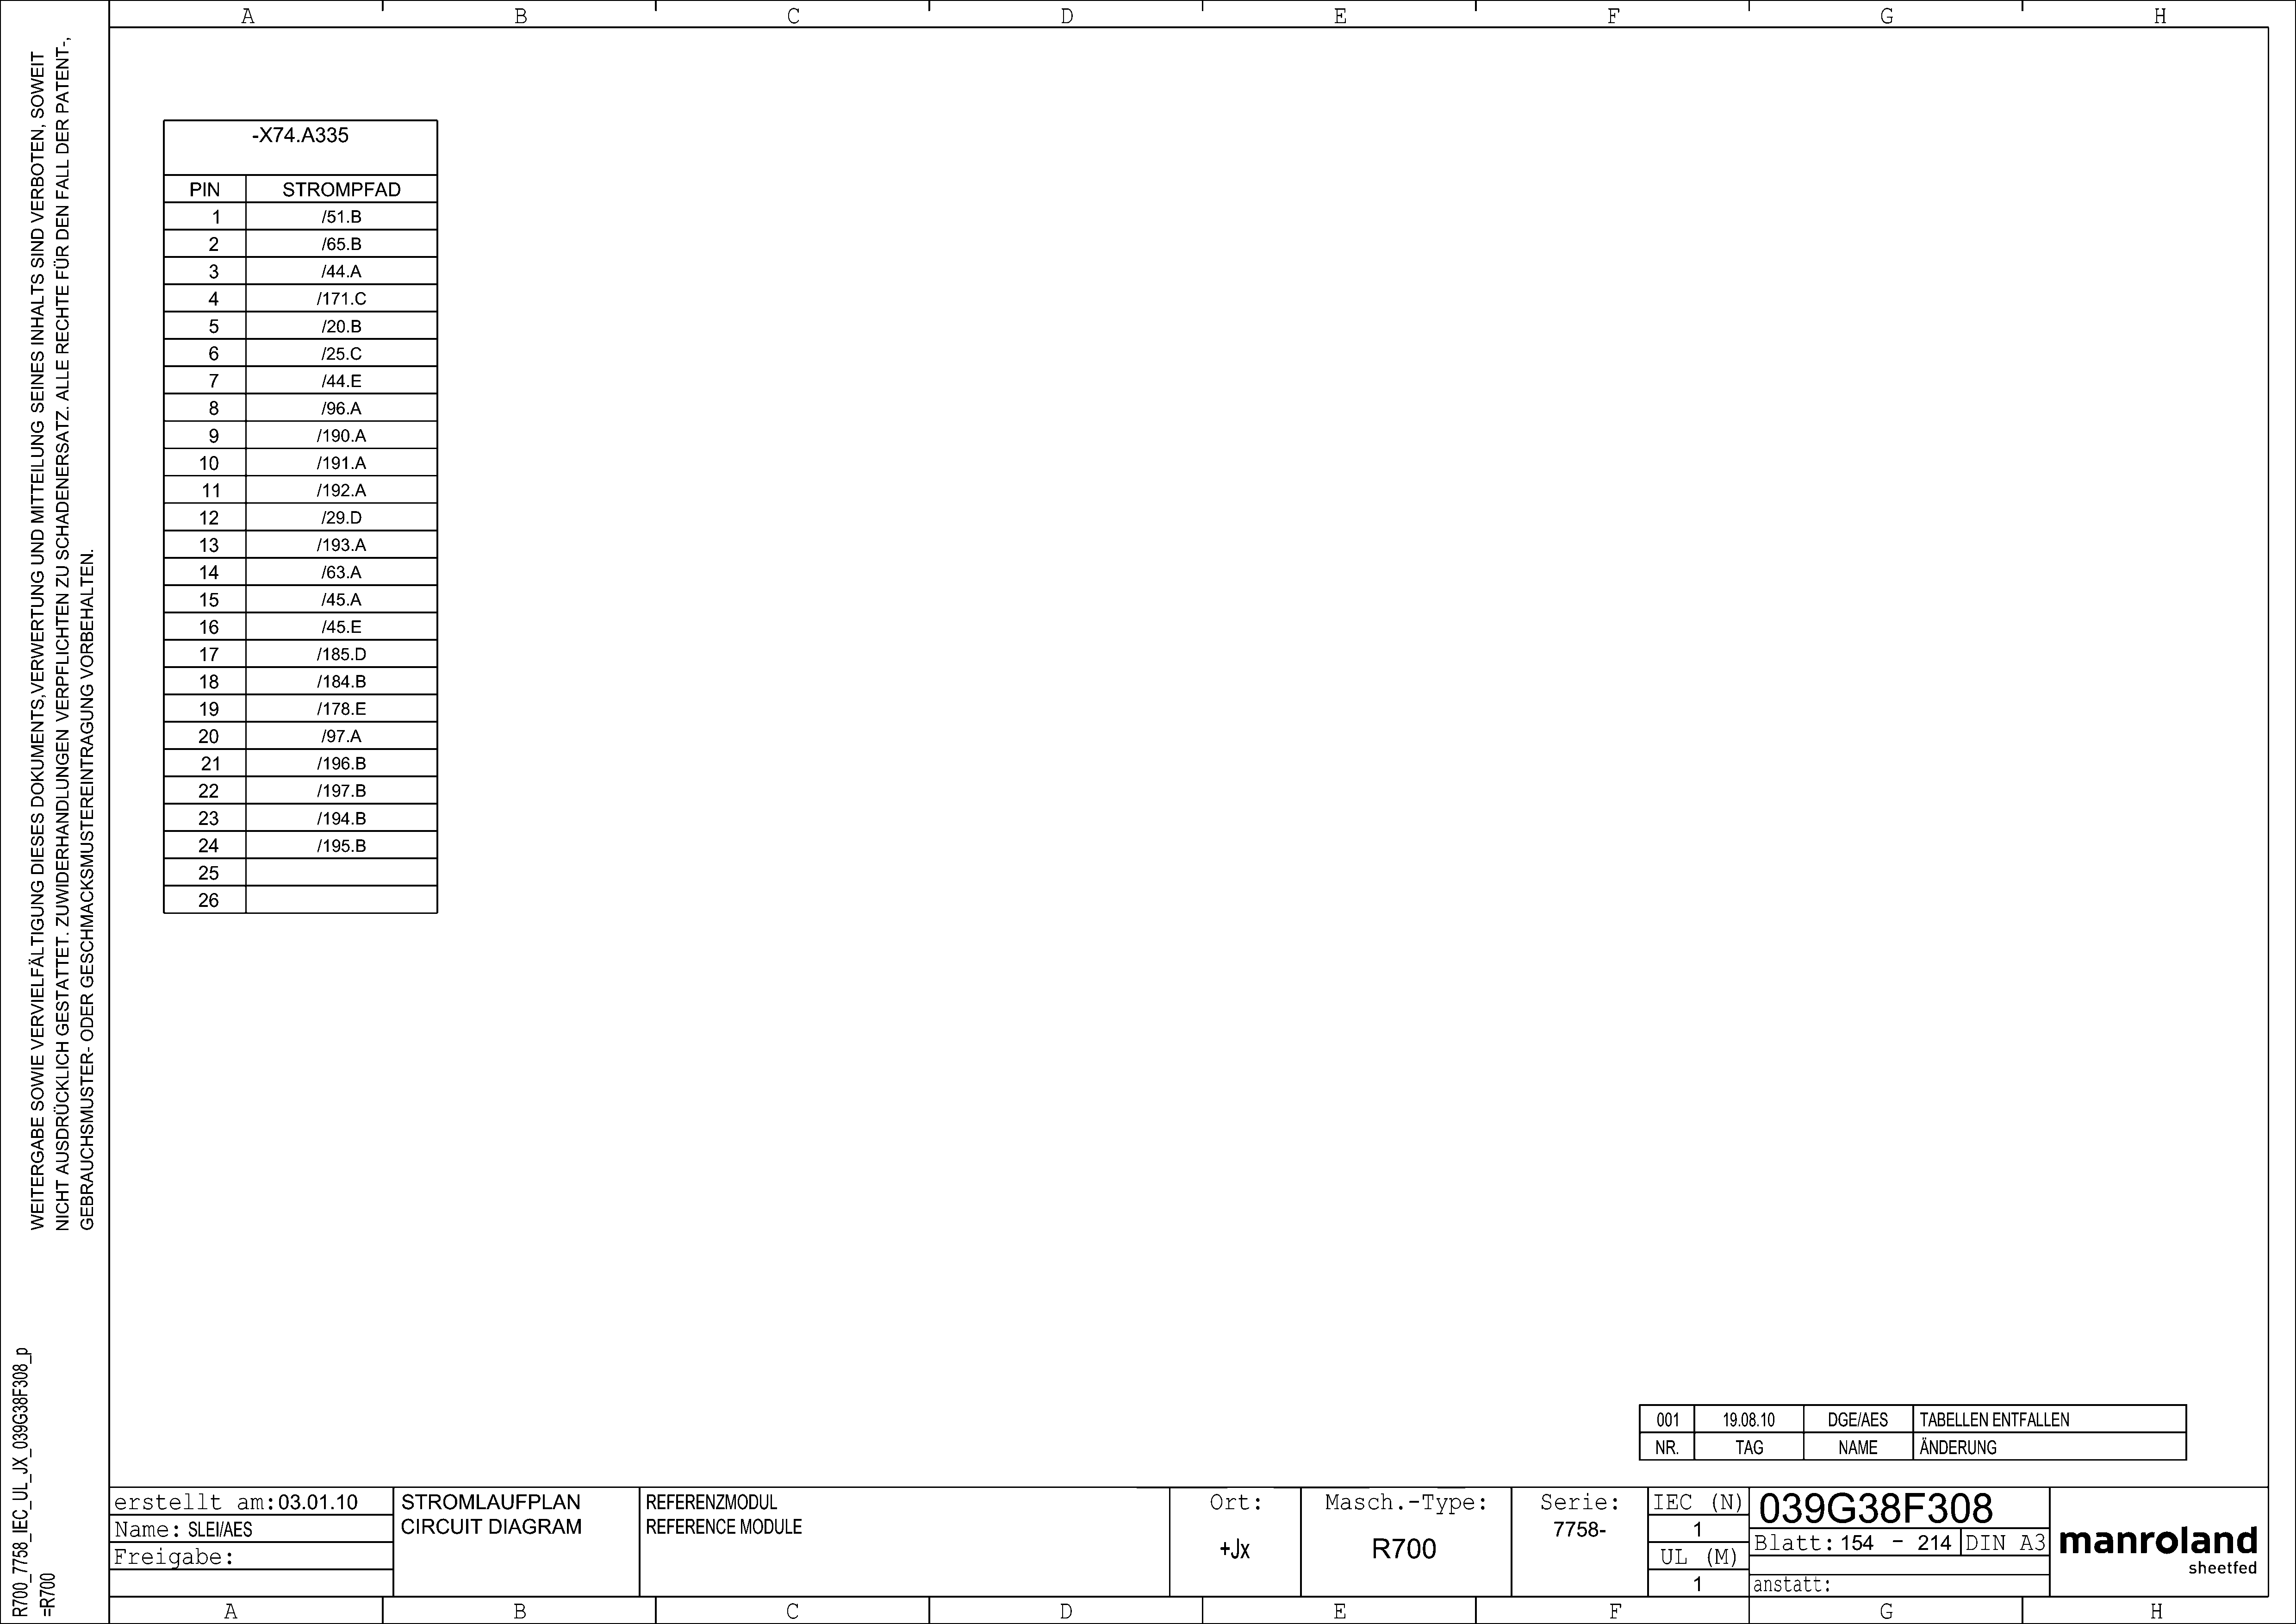 A B C D E F G H
WEITERGABE SOWIE VERVIELFÄLTIGUNG DIESES DOKUMENTS,VERWERTUNG UND MITTEILUNG SEINES INHALTS SIND VERBOTEN, SOWEIT
NICHT AUSDRÜCKLICH GESTATTET. ZUWIDERHANDLUNGEN VERPFLICHTEN ZU SCHADENERSATZ. ALLE RECHTE FÜR DEN FALL DER PATENT-,
GEBRAUCHSMUSTER- ODER GESCHMACKSMUSTEREINTRAGUNG VORBEHALTEN.
-X74.A335
PIN STROMPFAD
1 /51.B
2 /65.B
3 /44.A
4 /171.C
5 /20.B
6 /25.C
7 /44.E
8 /96.A
9 /190.A
10 /191.A
11 /192.A
12 /29.D
13 /193.A
14 /63.A
15 /45.A
16 /45.E
17 /185.D
18 /184.B
19 /178.E
20 /97.A
21 /196.B
22 /197.B
23 /194.B
24 /195.B
25
26
R700_7758_IEC_UL_JX_039G38F308_p
=R700
001 19.08.10 DGE/AES TABELLEN ENTFALLEN
NR. TAG NAME ÄNDERUNG
erstellt am: 03.01.10
Name: SLEI/AES
Freigabe:
STROMLAUFPLAN
CIRCUIT DIAGRAM
REFERENZMODUL
REFERENCE MODULE
Ort:
+Jx
Masch.-Type:
R700
Serie:
7758-
IEC (N)
1
UL (M)
1
039G38F308
Blatt: 154 - 214 DIN A3
anstatt:
manroland
sheetfed
A B C D E F G H